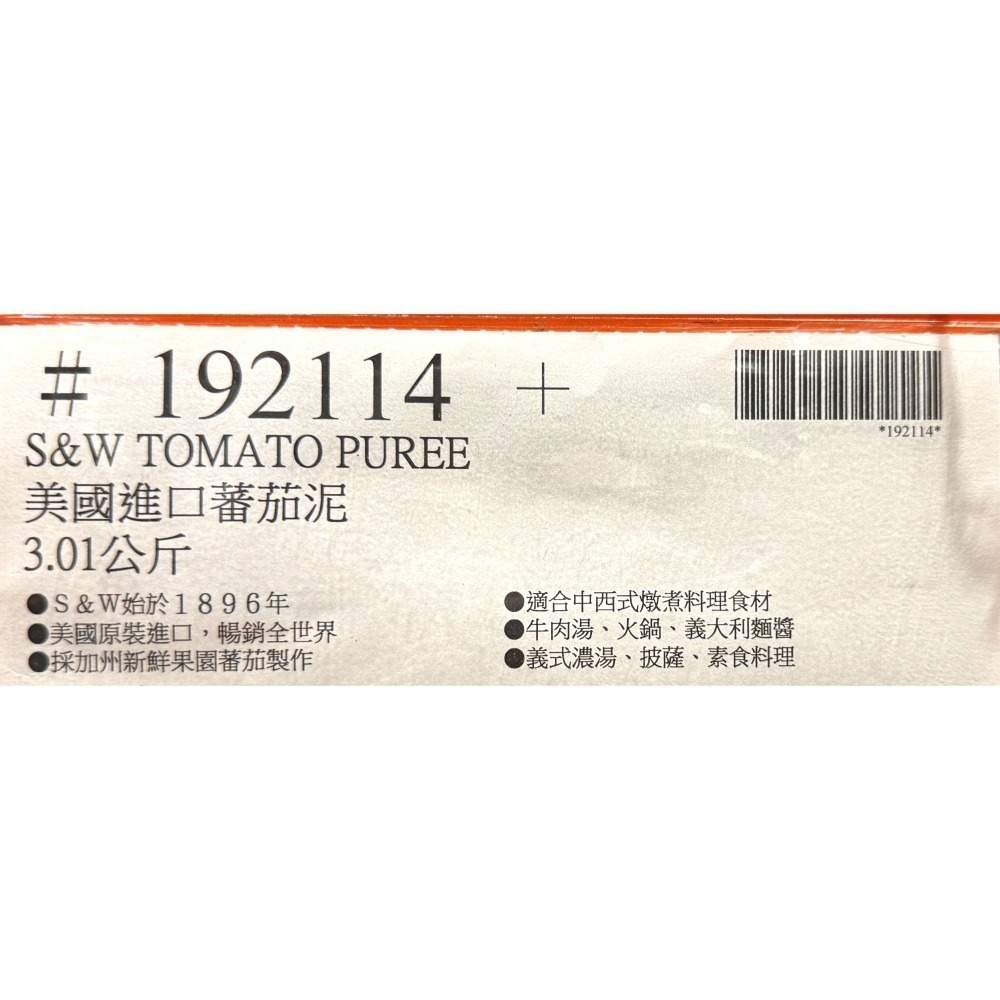 # 192114 +
*192114*
S&W TOMATO PUREE
美國進口蕃茄泥
3.01公斤
●S&W始於1896年
●美國原裝進口,暢銷全世界
●採加州新鮮果園蕃茄製作
●適合中西式燉煮料理食材
●牛肉湯、火鍋、義大利麵醬
●義式濃湯、披薩、素食料理